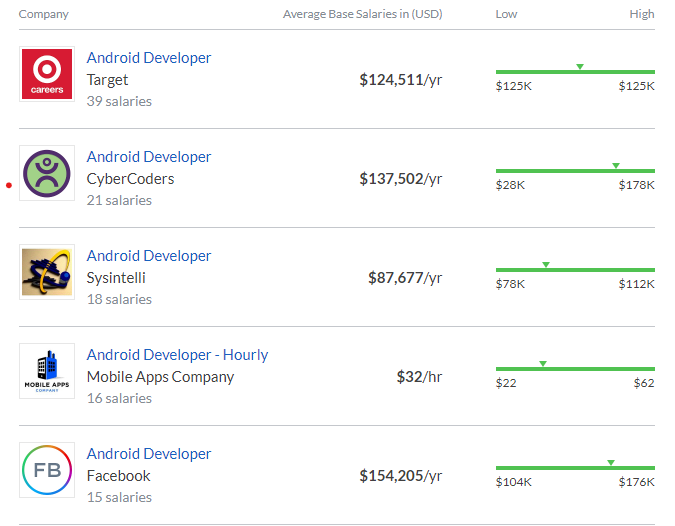 Company Average Base Salaries in (USD) Low High
Android Developer
Target
39 salaries
$124,511/yr
$125K $125K
careers
Android Developer
CyberCoders
21 salaries
$137,502/yr
$28K $178K
Android Developer
Sysintelli
18 salaries
$87,677/yr
$78K $112K
Android Developer - Hourly
Mobile Apps Company
16 salaries
$32/hr
$22 $62
MOBILE APPS
COMPANY
Android Developer
Facebook
15 salaries
$154,205/yr
$104K $176K
FB